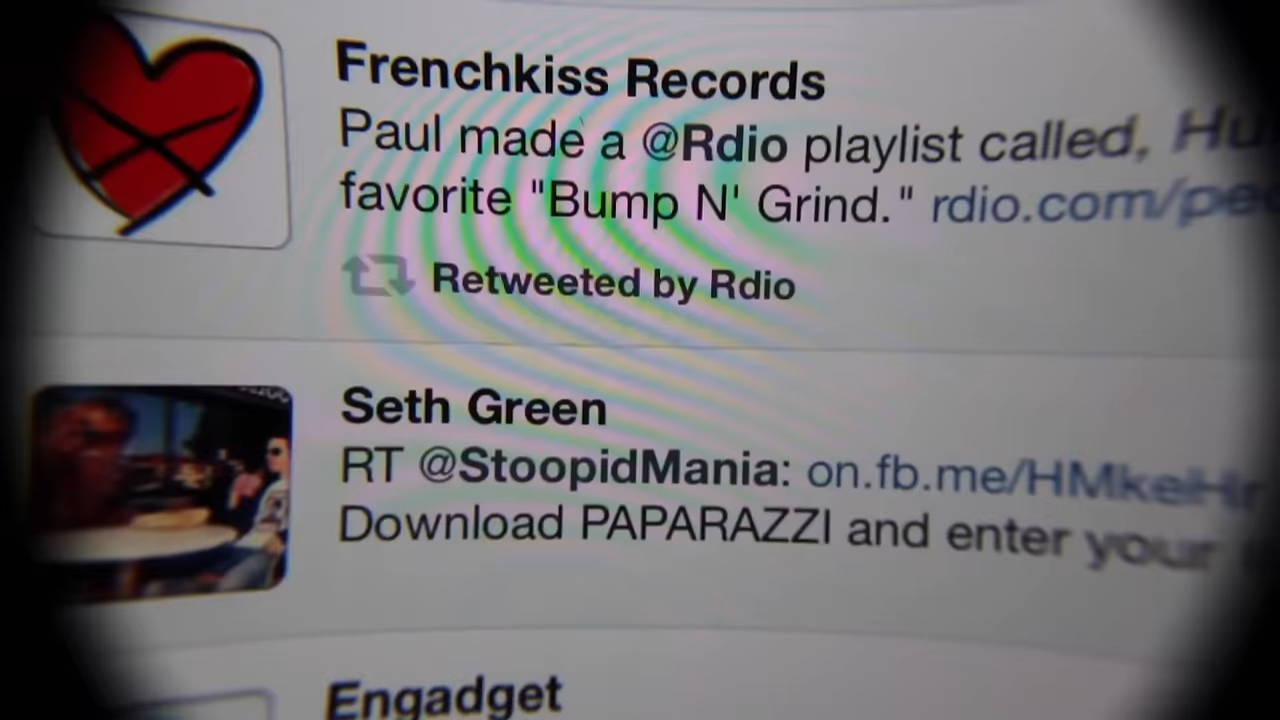 Frenchkiss Records
Paul made a @Rdio playlist called,
favorite "Bump N' Grind." rdio.com/
Retweeted by Rdio
Seth Green
RT @StoopidMania: on.fb.me/
Download PAPARAZZI and enter your
Engadget